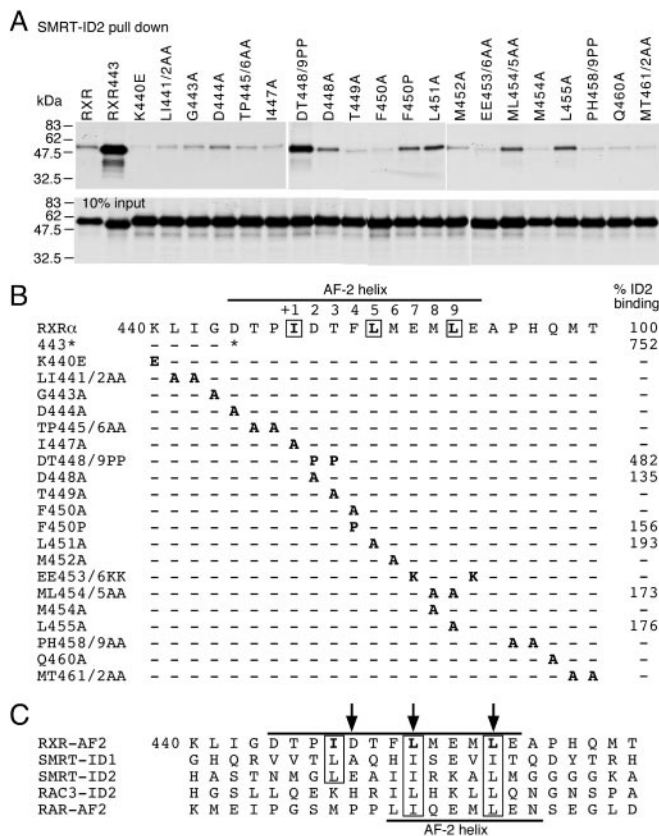 A SMRT-ID2 pull down
kDa RXR RXR443 K440E LI441/2AA G443A D444A TP445/6AA I447A DT448/9PP D448A T449A F450A F450P L451A M452A EE453/6AA ML454/5AA M454A L455A PH458/9PP Q460A MT461/2AA
83
62
47.5
32.5
10% input
83
62
47.5
32.5
B AF-2 helix % ID2 binding
+1 2 3 4 5 6 7 8 9
RXRα 440 K L I G D T P I D T F L M E M L E A P H Q M T 100
443* - - - - * 752
K440E E - - - - - - - - - - - - - - - - - - - - - - -
LI441/2AA - A A - - - - - - - - - - - - - - - - - - - - -
G443A - - - A - - - - - - - - - - - - - - - - - - - -
D444A - - - - A - - - - - - - - - - - - - - - - - - -
TP445/6AA - - - - - A A - - - - - - - - - - - - - - - - -
I447A - - - - - - - A - - - - - - - - - - - - - - - -
DT448/9PP - - - - - - - - P P - - - - - - - - - - - - - 482
D448A - - - - - - - - A - - - - - - - - - - - - - - 135
T449A - - - - - - - - - A - - - - - - - - - - - - - -
F450A - - - - - - - - - - A - - - - - - - - - - - - -
F450P - - - - - - - - - - P - - - - - - - - - - - - 156
L451A - - - - - - - - - - - A - - - - - - - - - - - 193
M452A - - - - - - - - - - - - A - - - - - - - - - - -
EE453/6KK - - - - - - - - - - - - - K - - K - - - - - - -
ML454/5AA - - - - - - - - - - - - - - A A - - - - - - - 173
M454A - - - - - - - - - - - - - - A - - - - - - - - -
L455A - - - - - - - - - - - - - - - A - - - - - - - 176
PH458/9AA - - - - - - - - - - - - - - - - - - A A - - - -
Q460A - - - - - - - - - - - - - - - - - - - - A - - -
MT461/2AA - - - - - - - - - - - - - - - - - - - - - A A -
C
RXR-AF2 440 K L I G D T P I D T F L M E M L E A P H Q M T
SMRT-ID1 G H Q R V V T L A Q H I S E V I T Q D Y T R H
SMRT-ID2 H A S T N M G L E A I I R K A L M G G G G K A
RAC3-ID2 H G S L L Q E K H R I L H K L L Q N G N S P A
RAR-AF2 K M E I P G S M P P L I Q E M L E N S E G K A
AF-2 helix